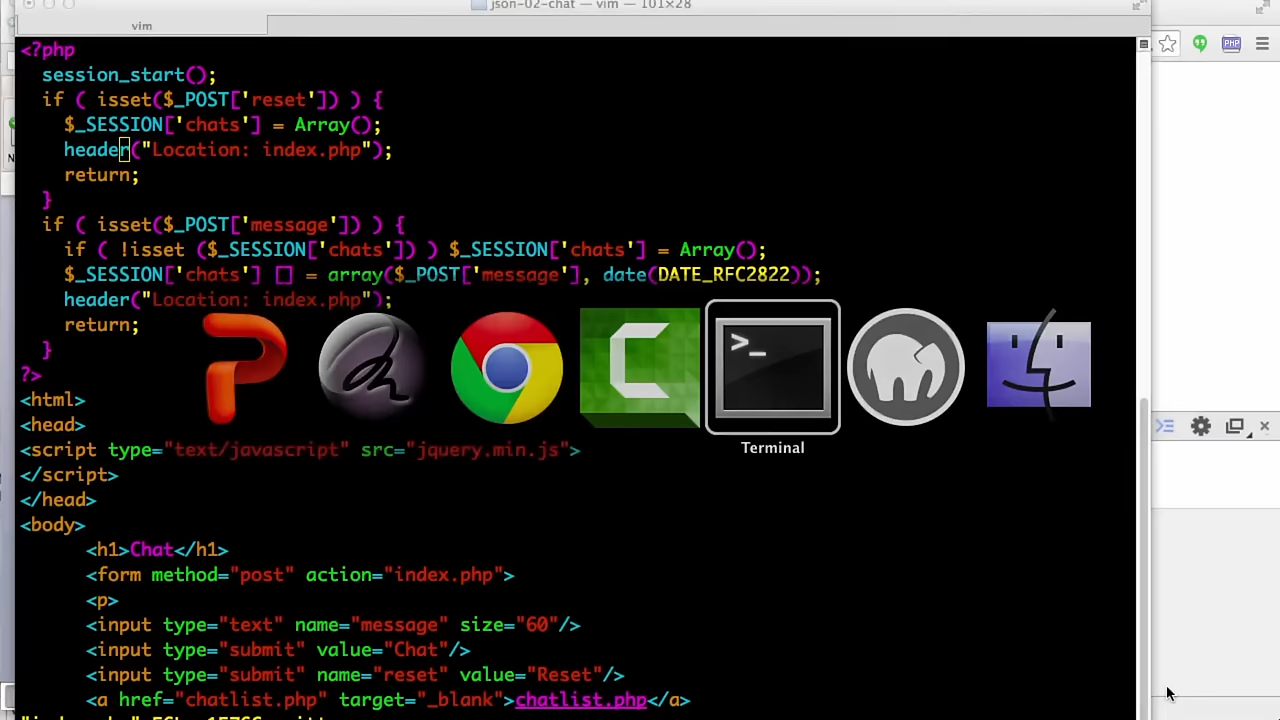 json-02-chat — vim — 101×28
vim
<?php
session_start();
if ( isset($_POST['reset']) ) {
$_SESSION['chats'] = Array();
header("Location: index.php");
return;
}
if ( isset($_POST['message']) ) {
if ( !isset ($_SESSION['chats']) ) $_SESSION['chats'] = Array();
$_SESSION['chats'] [] = array($_POST['message'], date(DATE_RFC2822));
header("Location: index.php");
return;
}
?>
<html>
<head>
<script type="text/javascript" src="jquery.min.js">
</script>
</head>
<body>
<h1>Chat</h1>
<form method="post" action="index.php">
<p>
<input type="text" name="message" size="60"/>
<input type="submit" value="Chat"/>
<input type="submit" name="reset" value="Reset"/>
<a href="chatlist.php" target="_blank">chatlist.php</a>
>_
Terminal
PHP